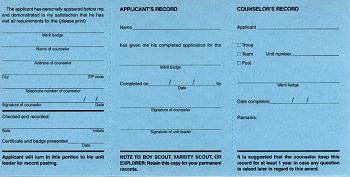 The applicant has personally appeared before me
and demonstrated to my satisfaction that he has
met all requirements for the (please print)
Merit badge
Name of counselor
Address of counselor
City ZIP code
Telephone number of counselor
/ /
Signature of counselor Date
Checked and recorded:
Date Initials
Certificate and badge presented
Date
Applicant will turn in this portion to his unit
leader for record posting.
APPLICANT'S RECORD
Name
has given me his completed application for the
Merit badge
Completed on / /
Date
by
Signature of counselor
Signature of unit leader
NOTE TO BOY SCOUT, VARSITY SCOUT, OR
EXPLORER: Retain this copy for your permanent
records.
COUNSELOR'S RECORD
Applicant
Troop
Team Unit number
Post
Merit badge
Date completed / /
Remarks:
It is suggested that the counselor keep this
record for at least 1 year in case any question
be raised later in regard to this award.